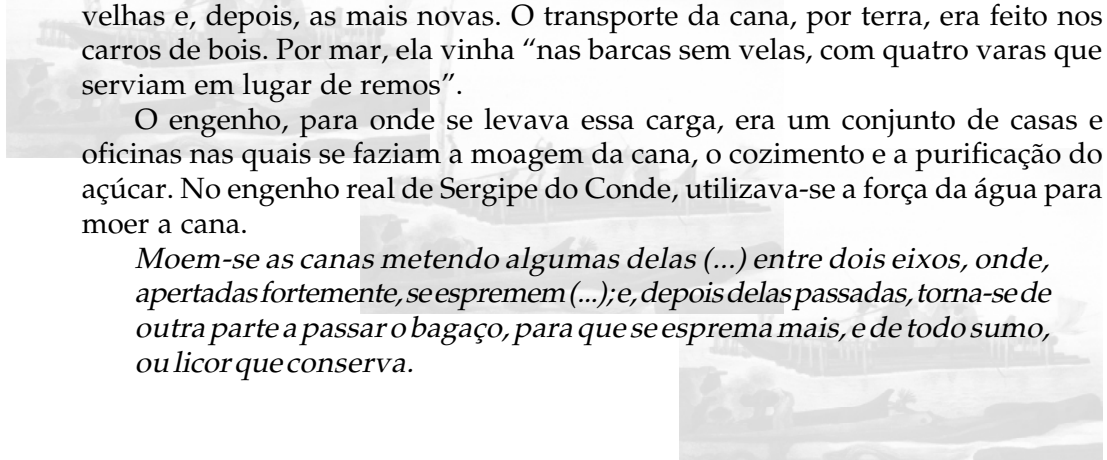 velhas e, depois, as mais novas. O transporte da cana, por terra, era feito nos
carros de bois. Por mar, ela vinha “nas barcas sem velas, com quatro varas que
serviam em lugar de remos”.
O engenho, para onde se levava essa carga, era um conjunto de casas e
oficinas nas quais se faziam a moagem da cana, o cozimento e a purificação do
açúcar. No engenho real de Sergipe do Conde, utilizava-se a força da água para
moer a cana.
Moem-se as canas metendo algumas delas (...) entre dois eixos, onde,
apertadas fortemente, se espremem (...); e, depois delas passadas, torna-se de
outra parte a passar o bagaço, para que se esprema mais, e de todo sumo,
ou licor que conserva.